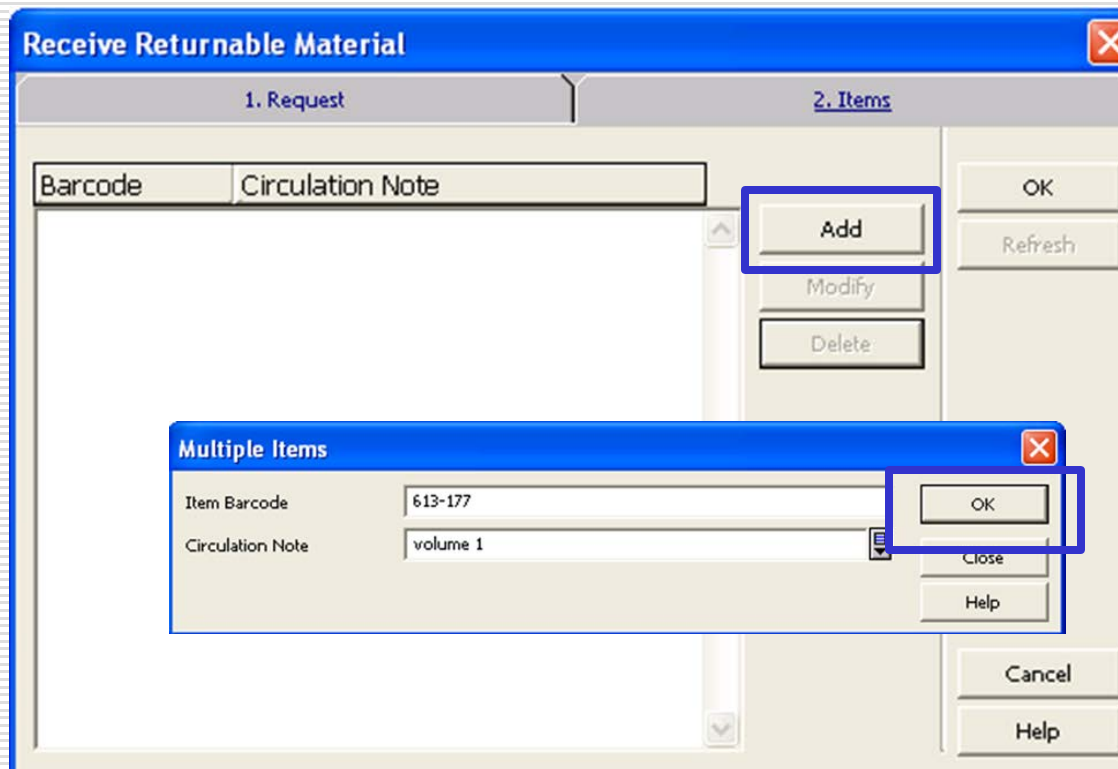 Receive Returnable Material
1. Request
2. Items
Barcode
Circulation Note
OK
Add
Refresh
Modify
Delete
Multiple Items
Item Barcode
613-177
OK
Circulation Note
volume 1
Close
Help
Cancel
Help